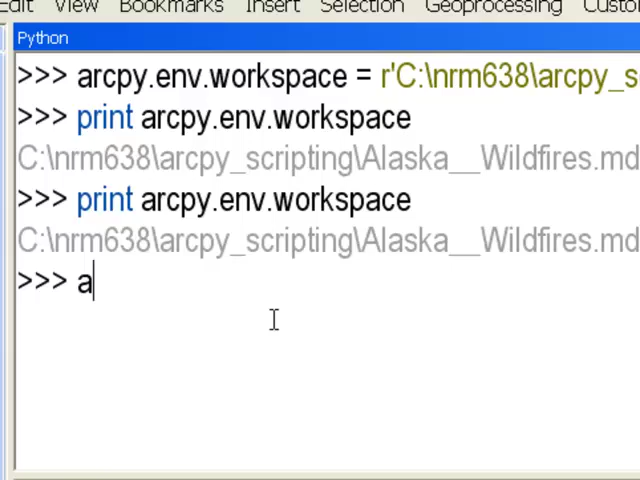 Edit View Bookmarks Insert Selection Geoprocessing
Python
>>> arcpy.env.workspace = r'C:\nrm638\arcpy_s
>>> print arcpy.env.workspace
C:\nrm638\arcpy_scripting\Alaska__Wildfires.md
>>> print arcpy.env.workspace
C:\nrm638\arcpy_scripting\Alaska__Wildfires.md
>>> a